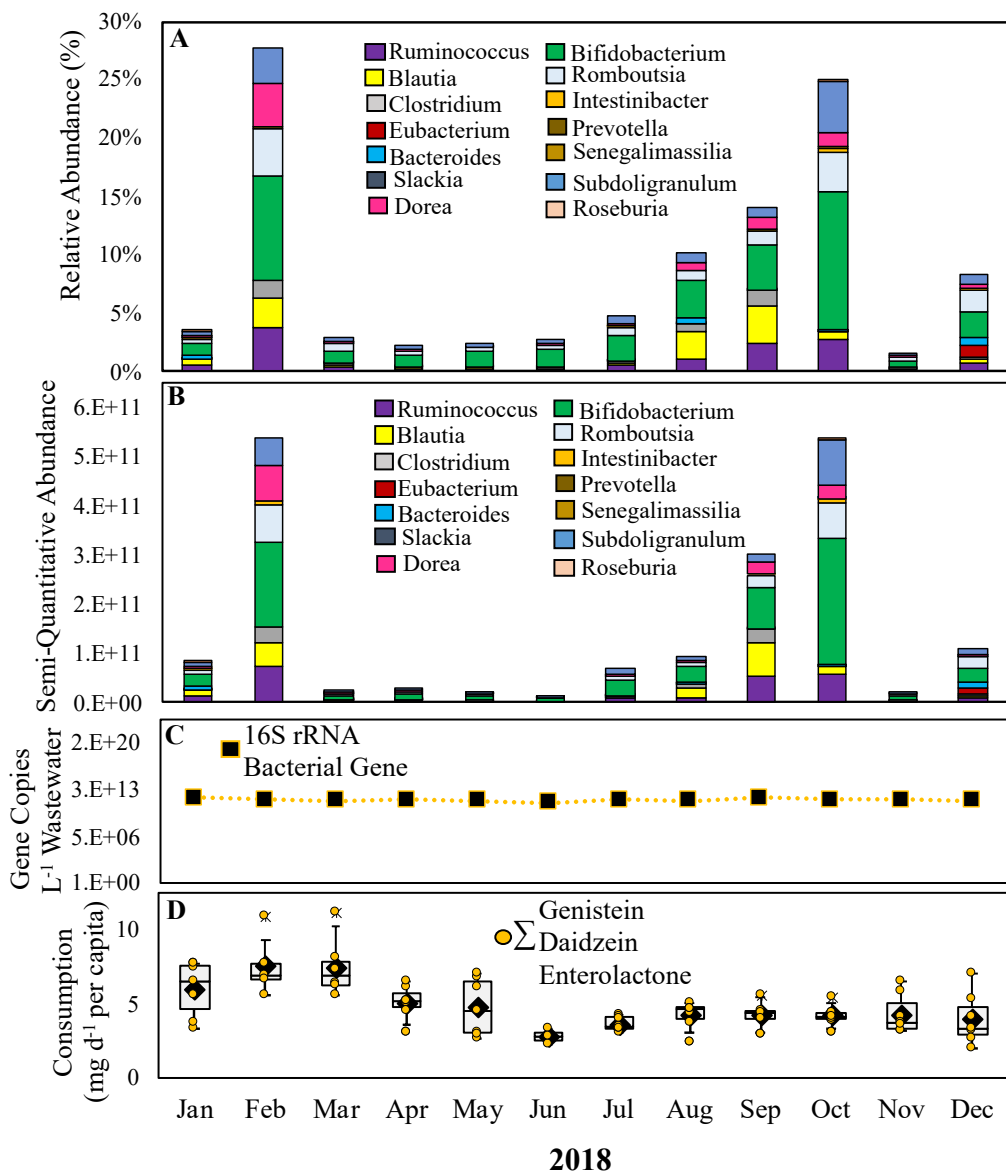 A
Relative Abundance (%)
30%
25%
20%
15%
10%
5%
0%
Ruminococcus
Blautia
Clostridium
Eubacterium
Bacteroides
Slackia
Dorea
Bifidobacterium
Romboutsia
Intestinibacter
Prevotella
Senegalimassilia
Subdoligranulum
Roseburia
B
Semi-Quantitative Abundance
6.E+11
5.E+11
4.E+11
3.E+11
2.E+11
1.E+11
0.E+00
Ruminococcus
Blautia
Clostridium
Eubacterium
Bacteroides
Slackia
Dorea
Bifidobacterium
Romboutsia
Intestinibacter
Prevotella
Senegalimassilia
Subdoligranulum
Roseburia
C
Gene Copies
L⁻¹ Wastewater
2.E+20
3.E+13
5.E+06
1.E+00
16S rRNA
Bacterial Gene
D
Consumption
(mg d⁻¹ per capita)
10
5
0
∑
Genistein
Daidzein
Enterolactone
Jan Feb Mar Apr May Jun Jul Aug Sep Oct Nov Dec
2018